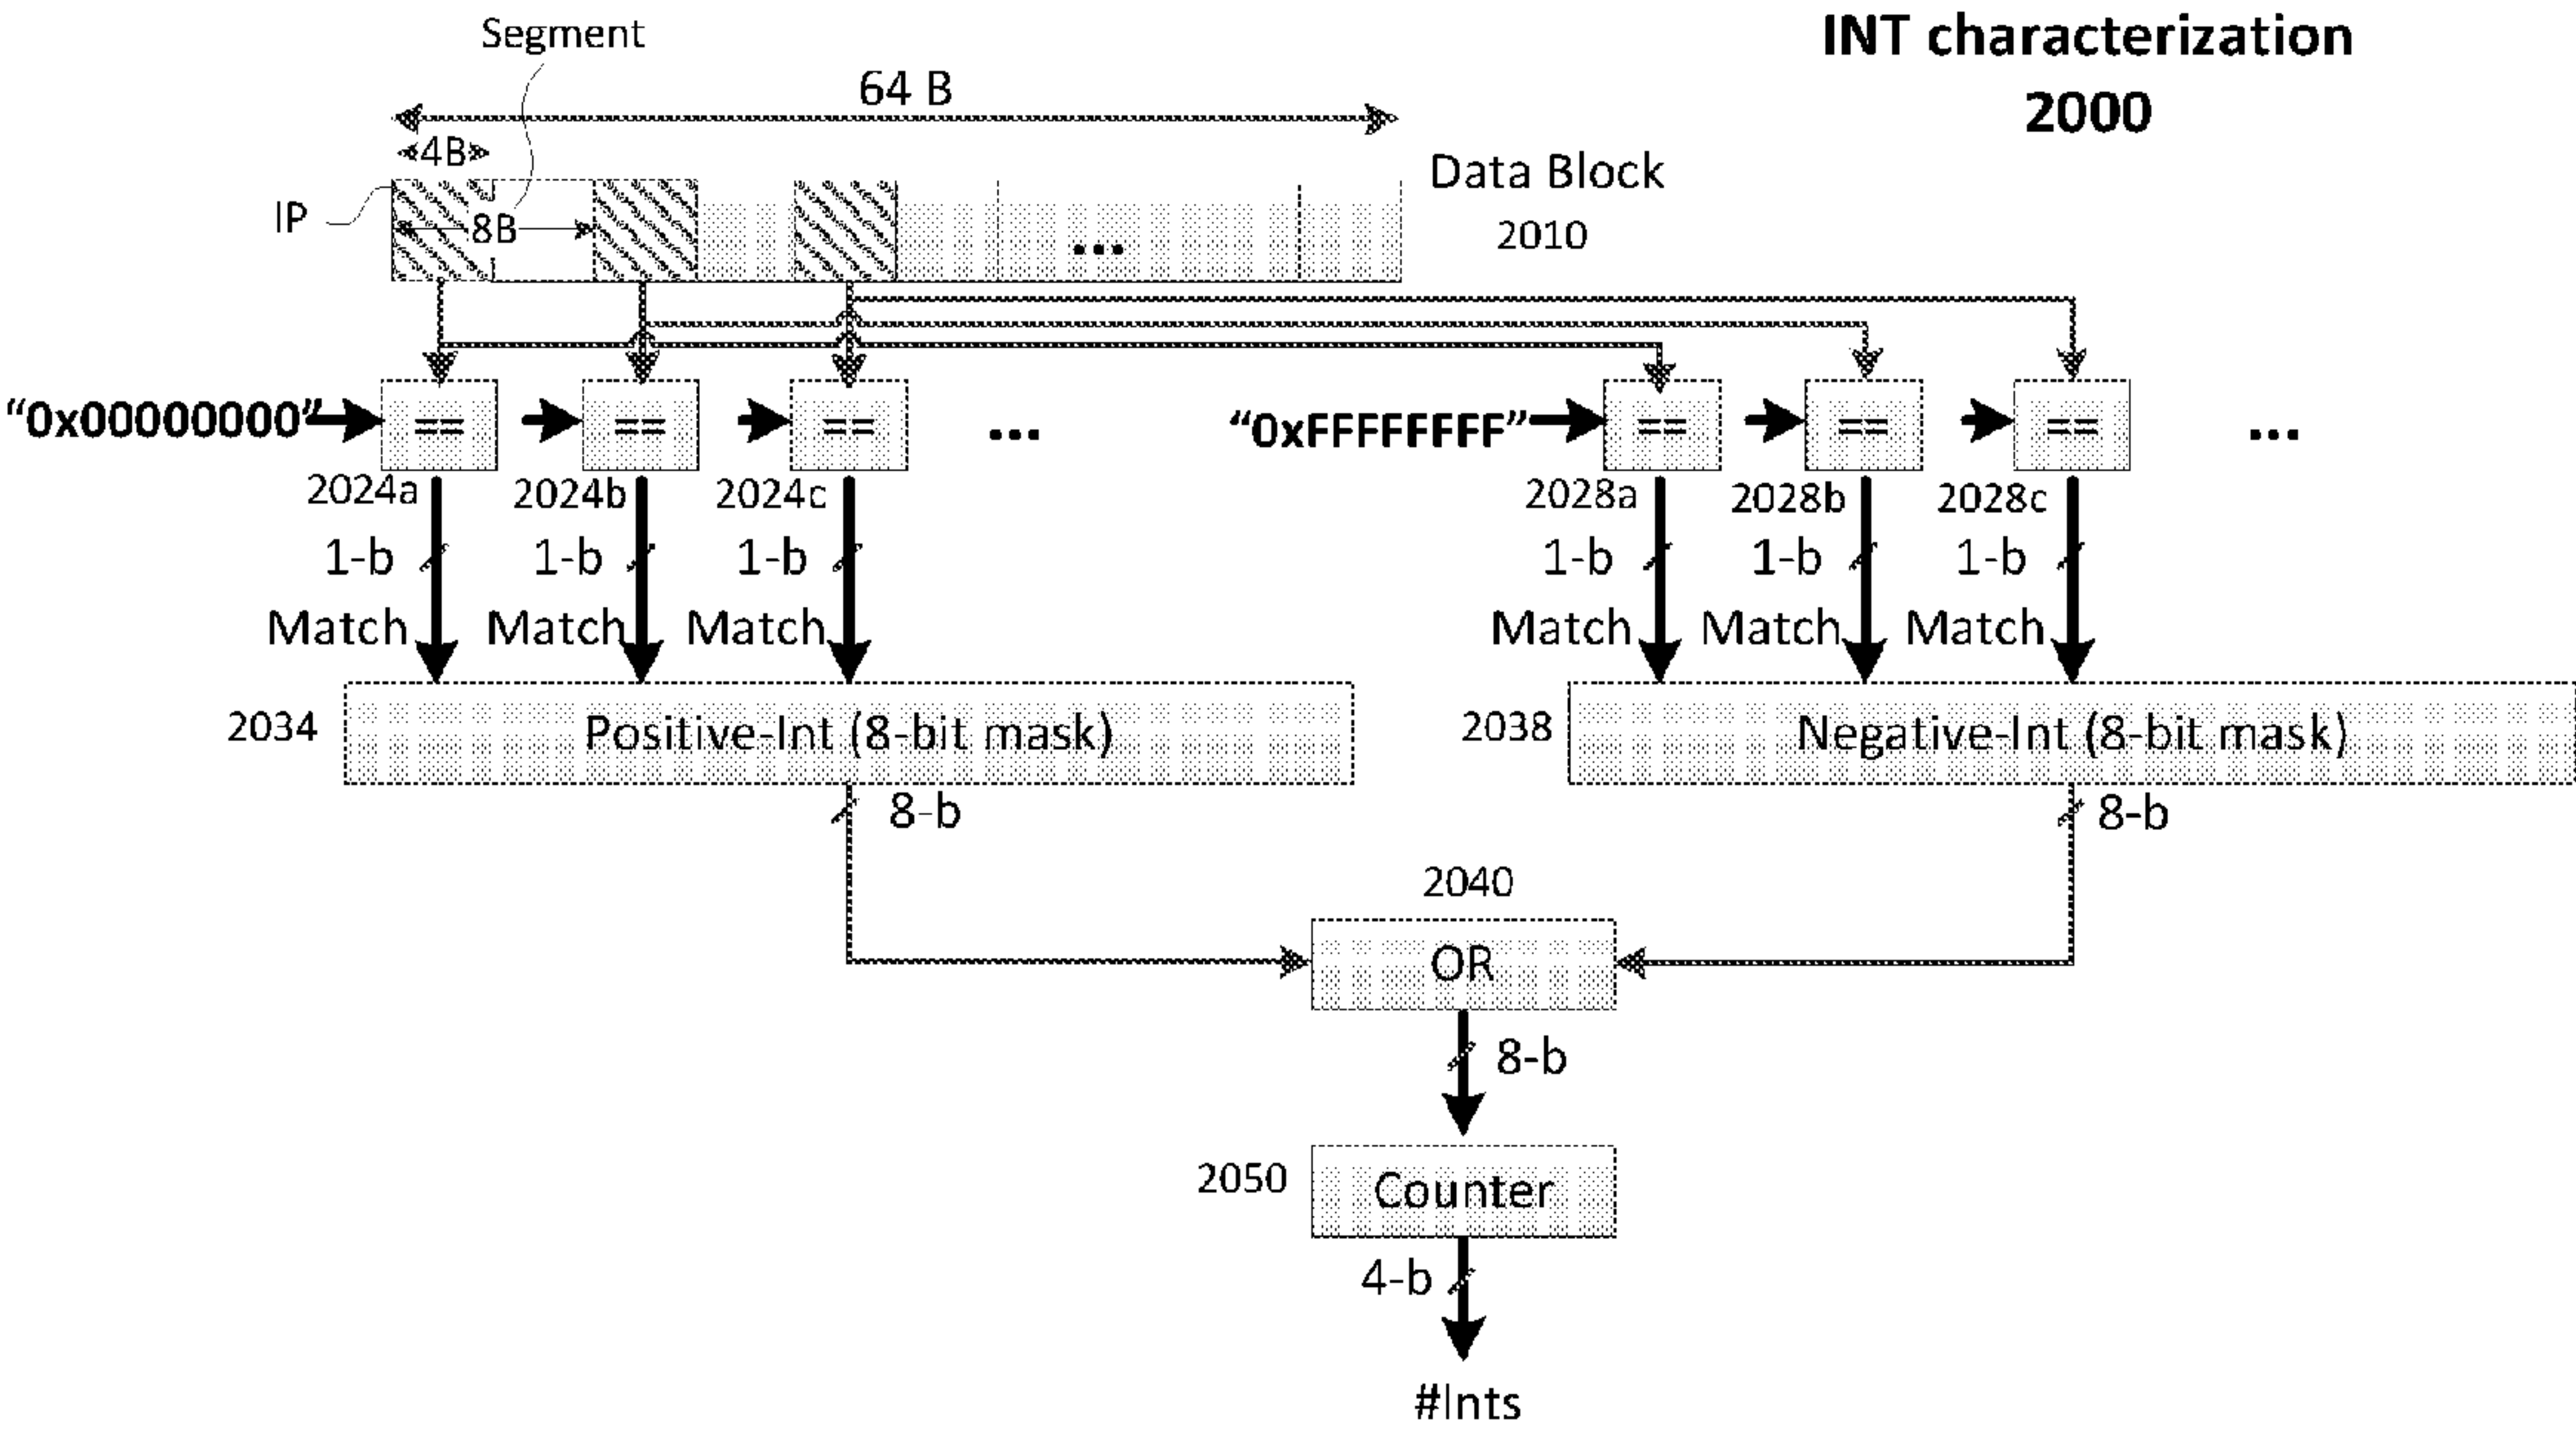 Segment
INT characterization
2000
64 B
4B
Data Block
IP
8B
2010
...
"0x00000000"
==
==
==
...
"0xFFFFFFFF"
==
==
==
...
2024a
2024b
2024c
2028a
2028b
2028c
1-b
1-b
1-b
1-b
1-b
1-b
Match
Match
Match
Match
Match
Match
2034
Positive-Int (8-bit mask)
2038
Negative-Int (8-bit mask)
8-b
8-b
2040
OR
8-b
2050
Counter
4-b
#Ints